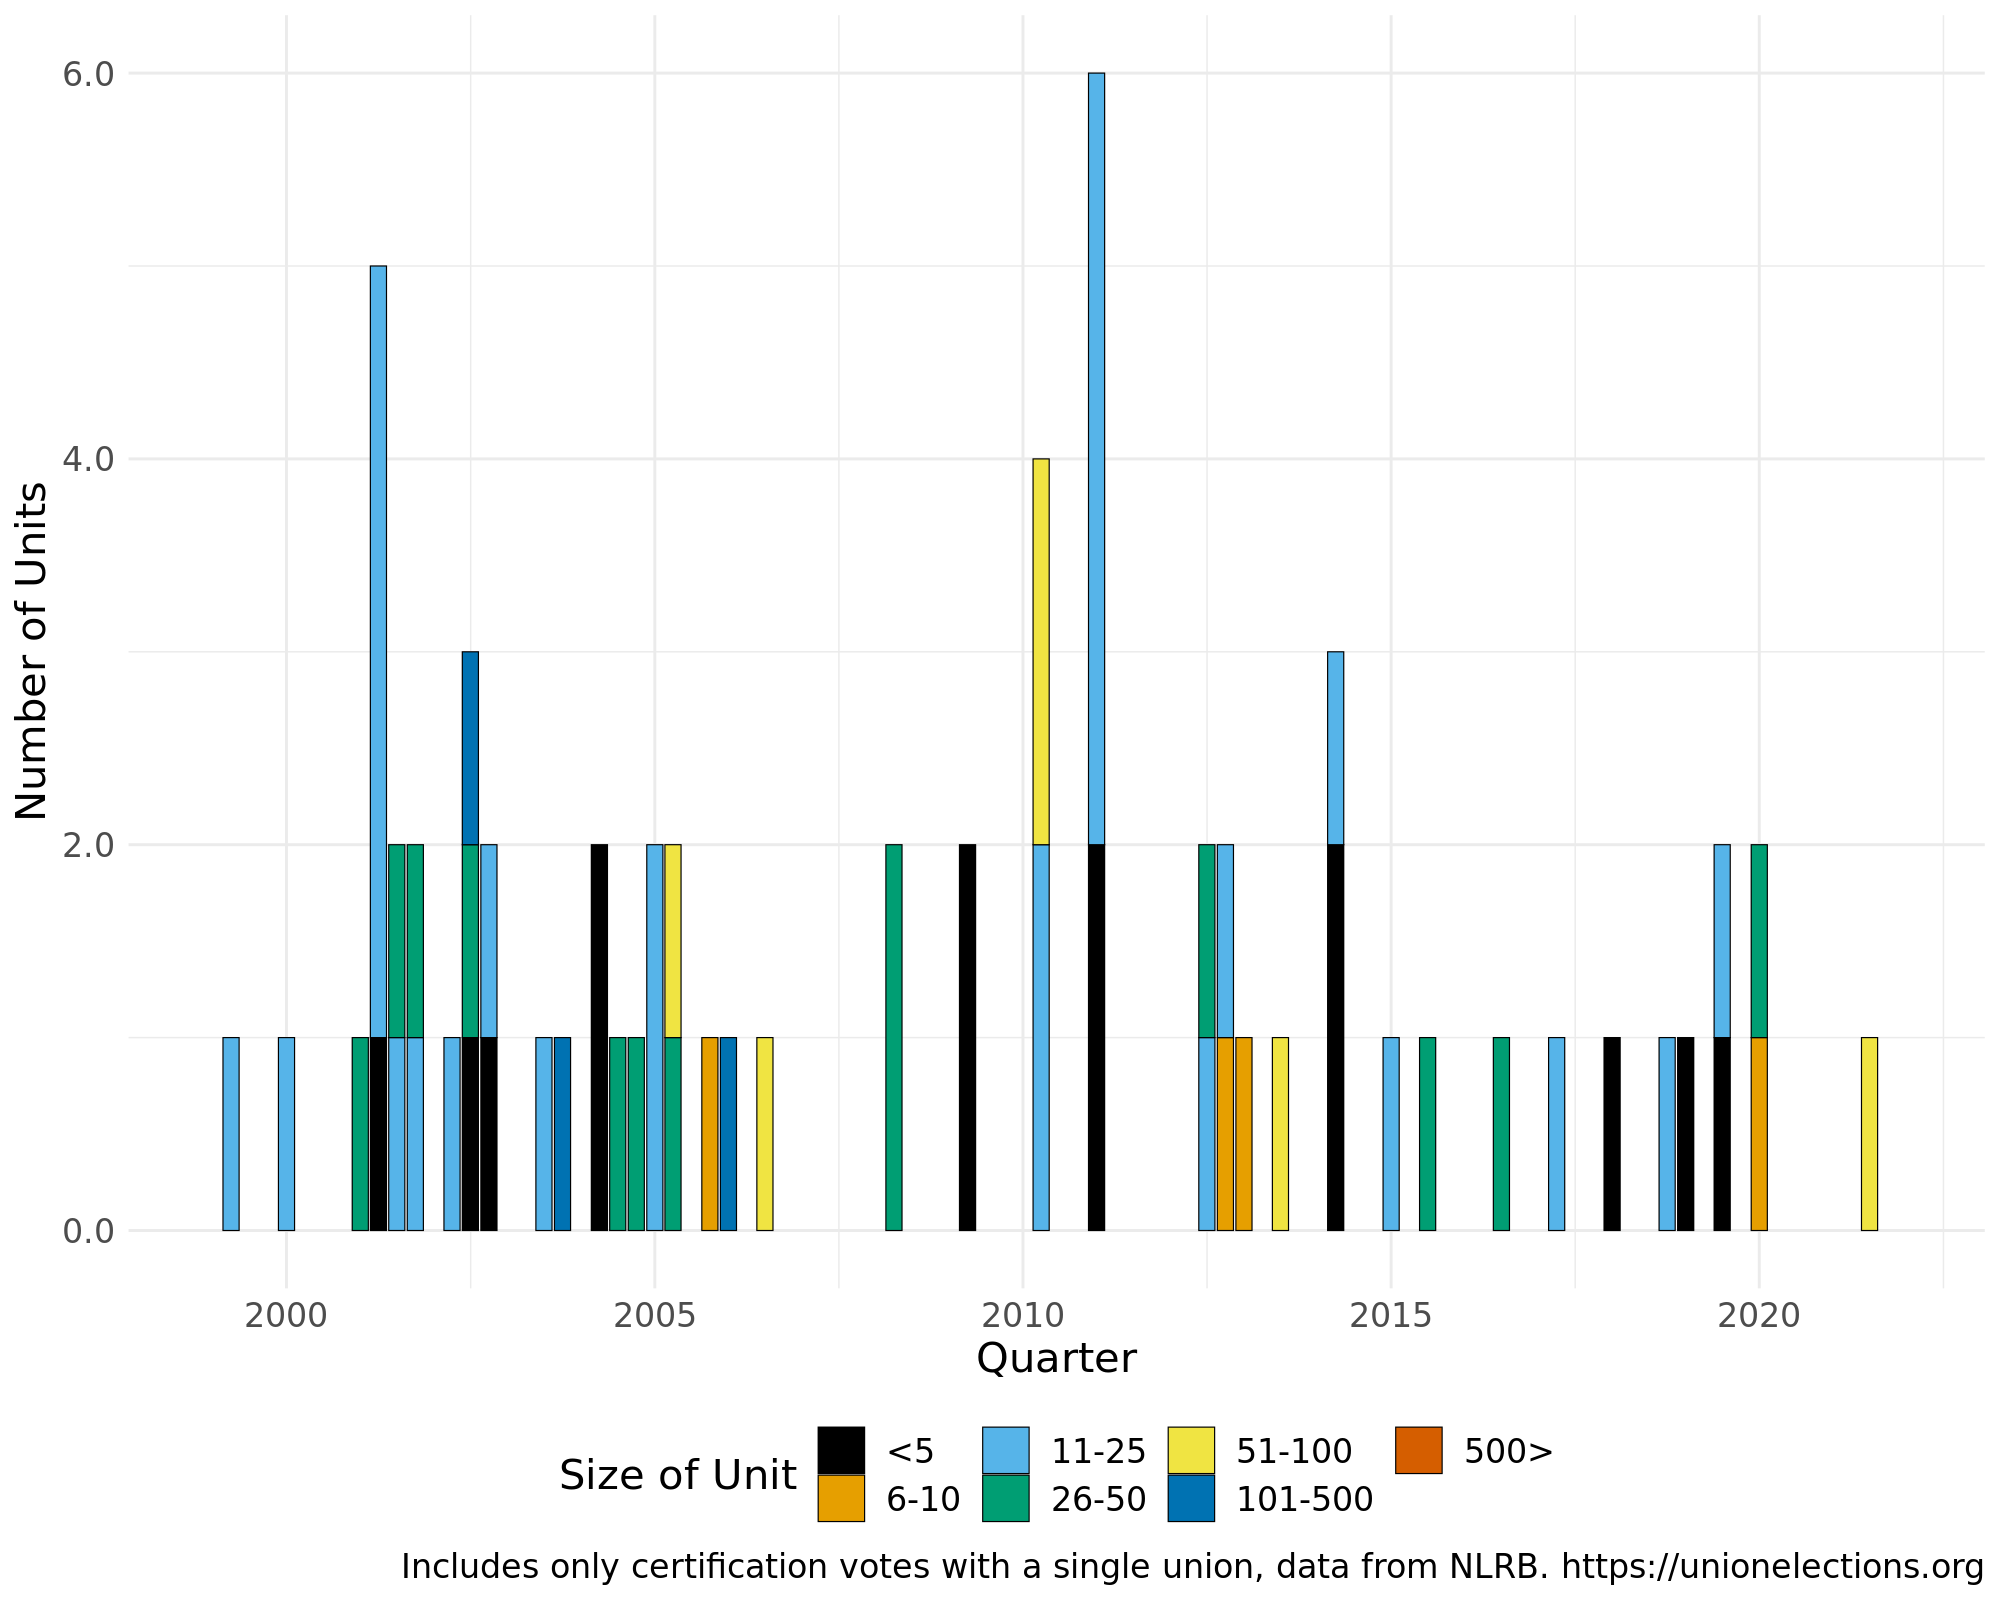 6.0
4.0
2.0
0.0
Number of Units
2000 2005 2010 2015 2020
Quarter
Size of Unit
<5 11-25 51-100 500>
6-10 26-50 101-500
Includes only certification votes with a single union, data from NLRB. https://unionelections.org